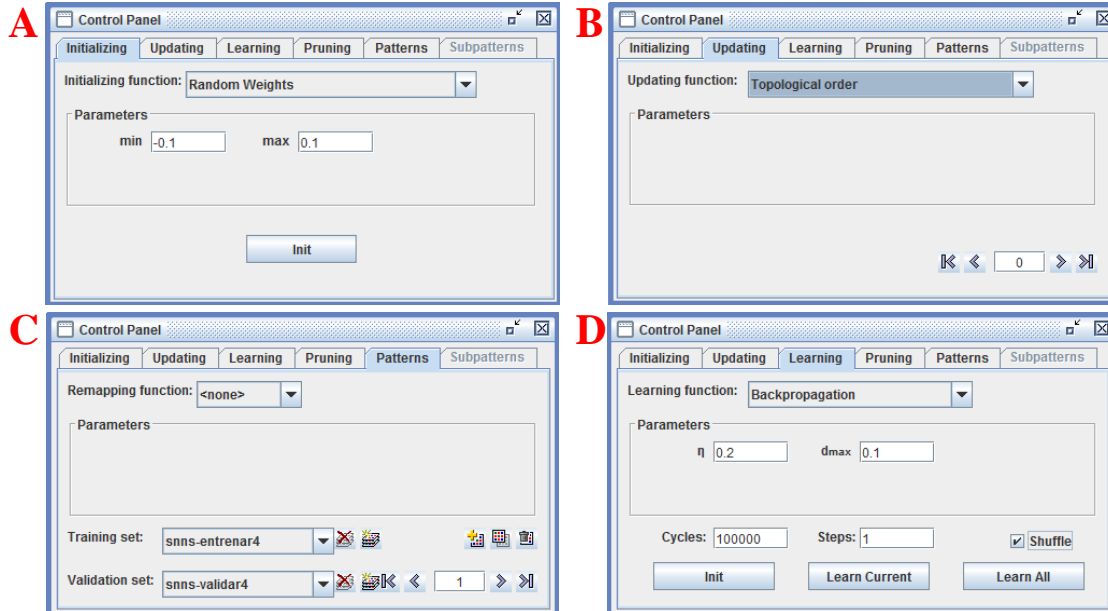 A
Control Panel
Initializing Updating Learning Pruning Patterns Subpatterns
Initializing function: Random Weights
Parameters
min -0.1 max 0.1
Init
B
Control Panel
Initializing Updating Learning Pruning Patterns Subpatterns
Updating function: Topological order
Parameters
0
C
Control Panel
Initializing Updating Learning Pruning Patterns Subpatterns
Remapping function: <none>
Parameters
Training set: snns-entrenar4
Validation set: snns-validar4 1
D
Control Panel
Initializing Updating Learning Pruning Patterns Subpatterns
Learning function: Backpropagation
Parameters
η 0.2 dmax 0.1
Cycles: 100000 Steps: 1 Shuffle
Init Learn Current Learn All